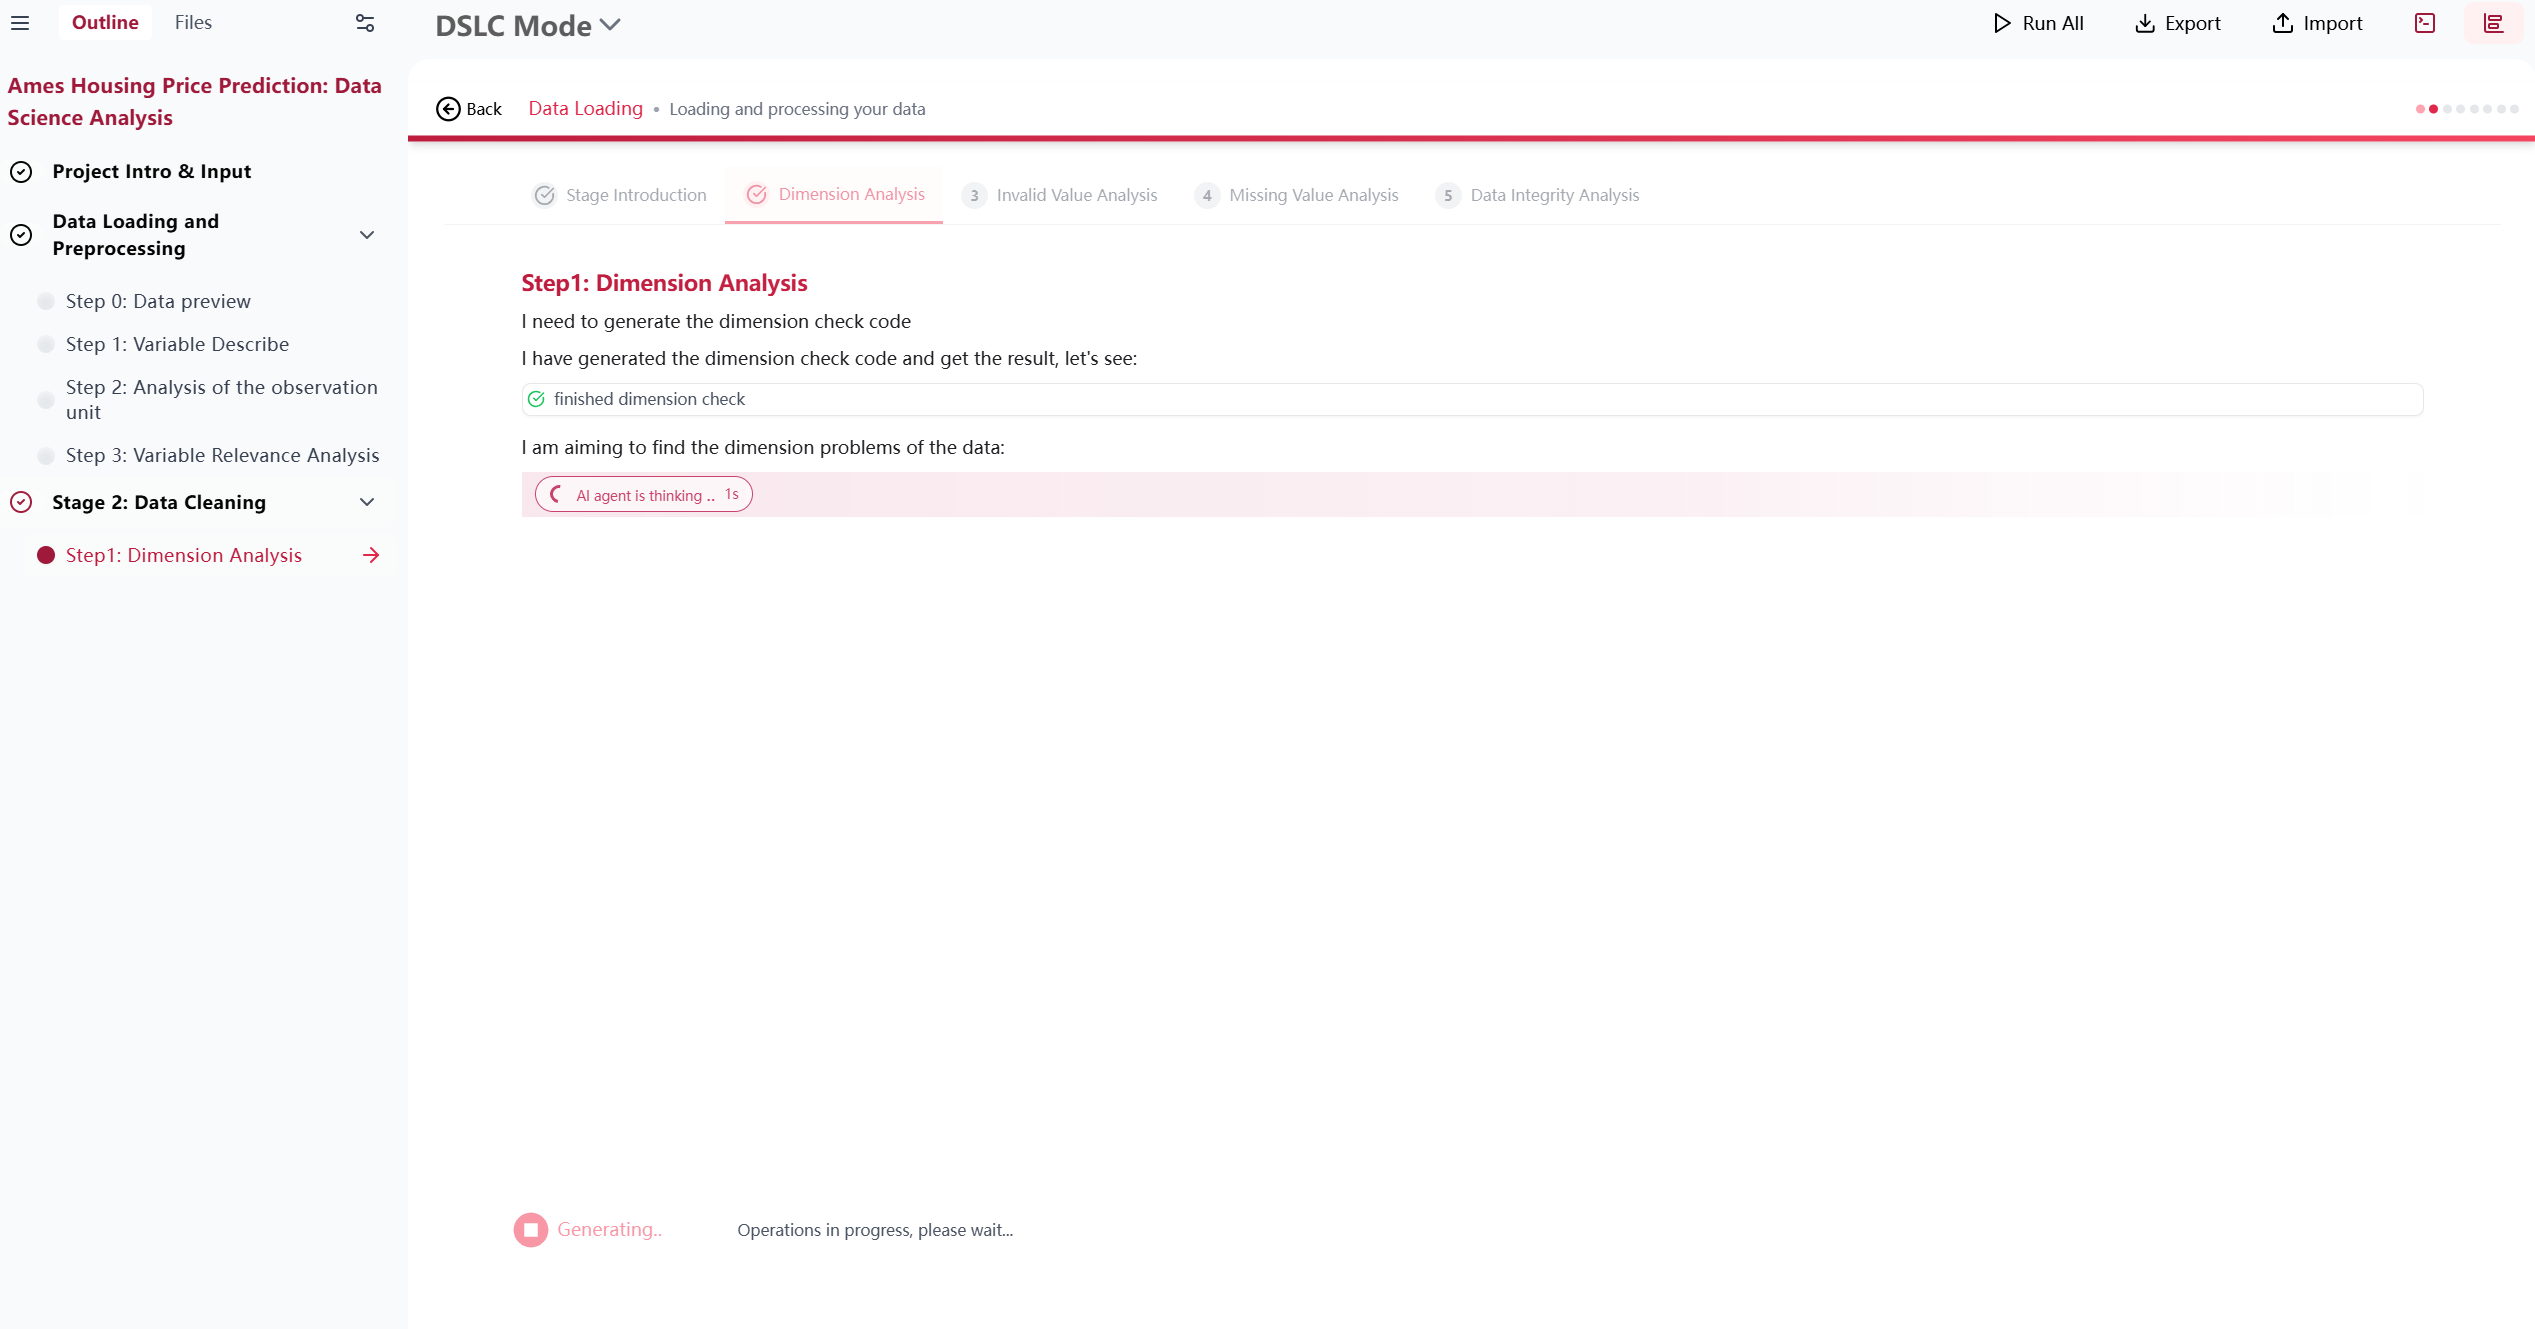 Outline
Files
DSLC Mode
Run All
Export
Import
Ames Housing Price Prediction: Data
Science Analysis
Project Intro & Input
Data Loading and
Preprocessing
Step 0: Data preview
Step 1: Variable Describe
Step 2: Analysis of the observation
unit
Step 3: Variable Relevance Analysis
Stage 2: Data Cleaning
Step1: Dimension Analysis
Back
Data Loading • Loading and processing your data
Stage Introduction
Dimension Analysis
3 Invalid Value Analysis
4 Missing Value Analysis
5 Data Integrity Analysis
Step1: Dimension Analysis
I need to generate the dimension check code
I have generated the dimension check code and get the result, let's see:
finished dimension check
I am aiming to find the dimension problems of the data:
AI agent is thinking .. 1s
Generating..
Operations in progress, please wait...